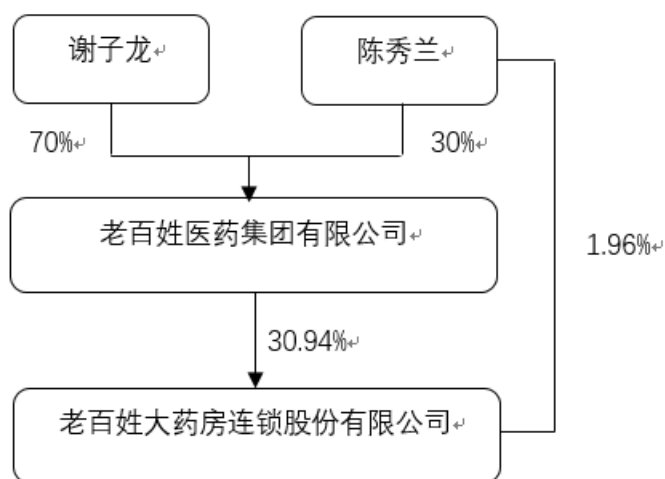 谢子龙
陈秀兰
70%
30%
老百姓医药集团有限公司
1.96%
30.94%
老百姓大药房连锁股份有限公司